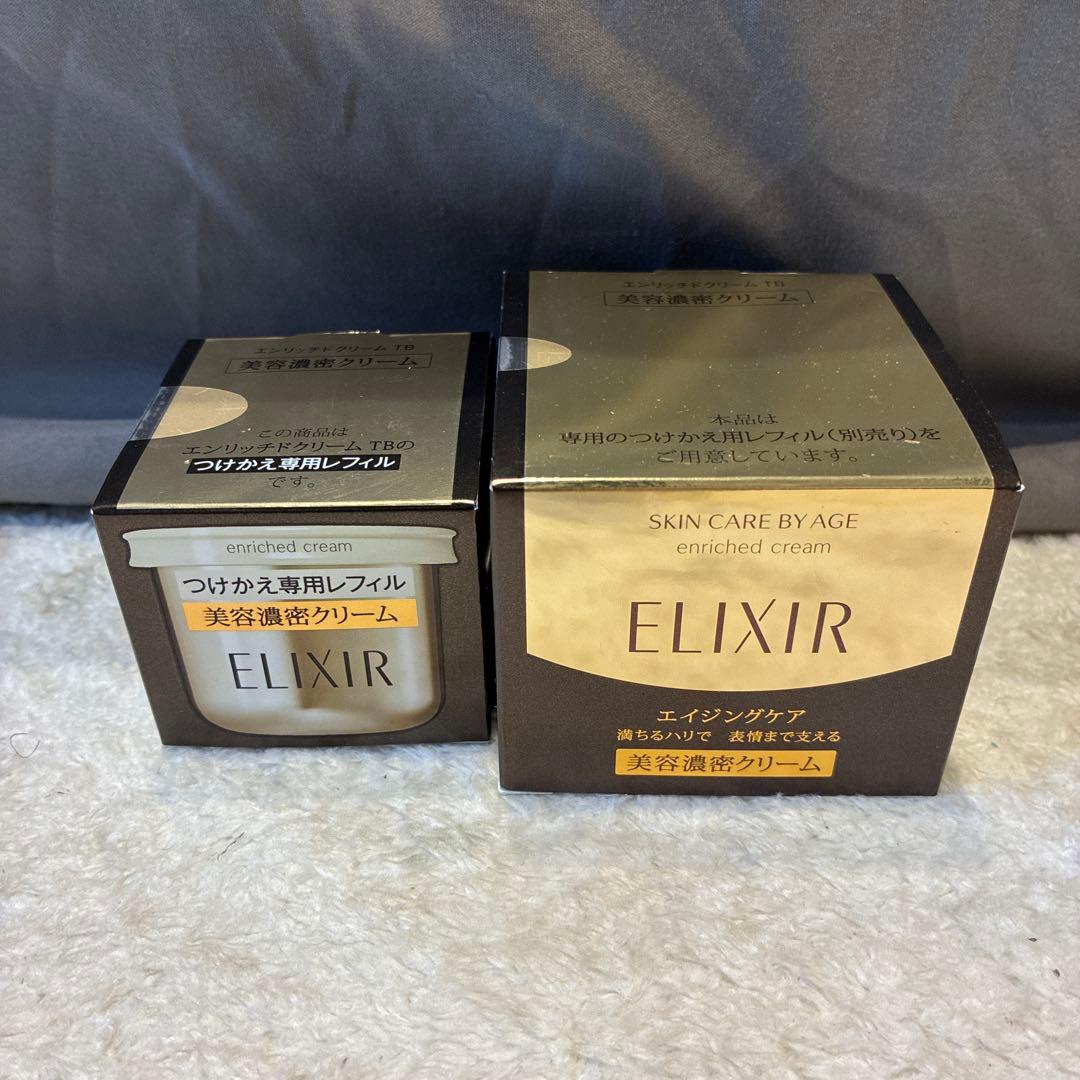 エンリッチドクリーム TB
美容濃密クリーム
この商品は
エンリッチドクリーム TBの
つけかえ専用レフィル
です。
enriched cream
つけかえ専用レフィル
美容濃密クリーム
ELIXIR
エンリッチドクリーム TB
美容濃密クリーム
本品は
専用のつけかえ用レフィル(別売り)を
ご用意しています。
SKIN CARE BY AGE
enriched cream
ELIXIR
エイジングケア
満ちるハリで 表情まで支える
美容濃密クリーム